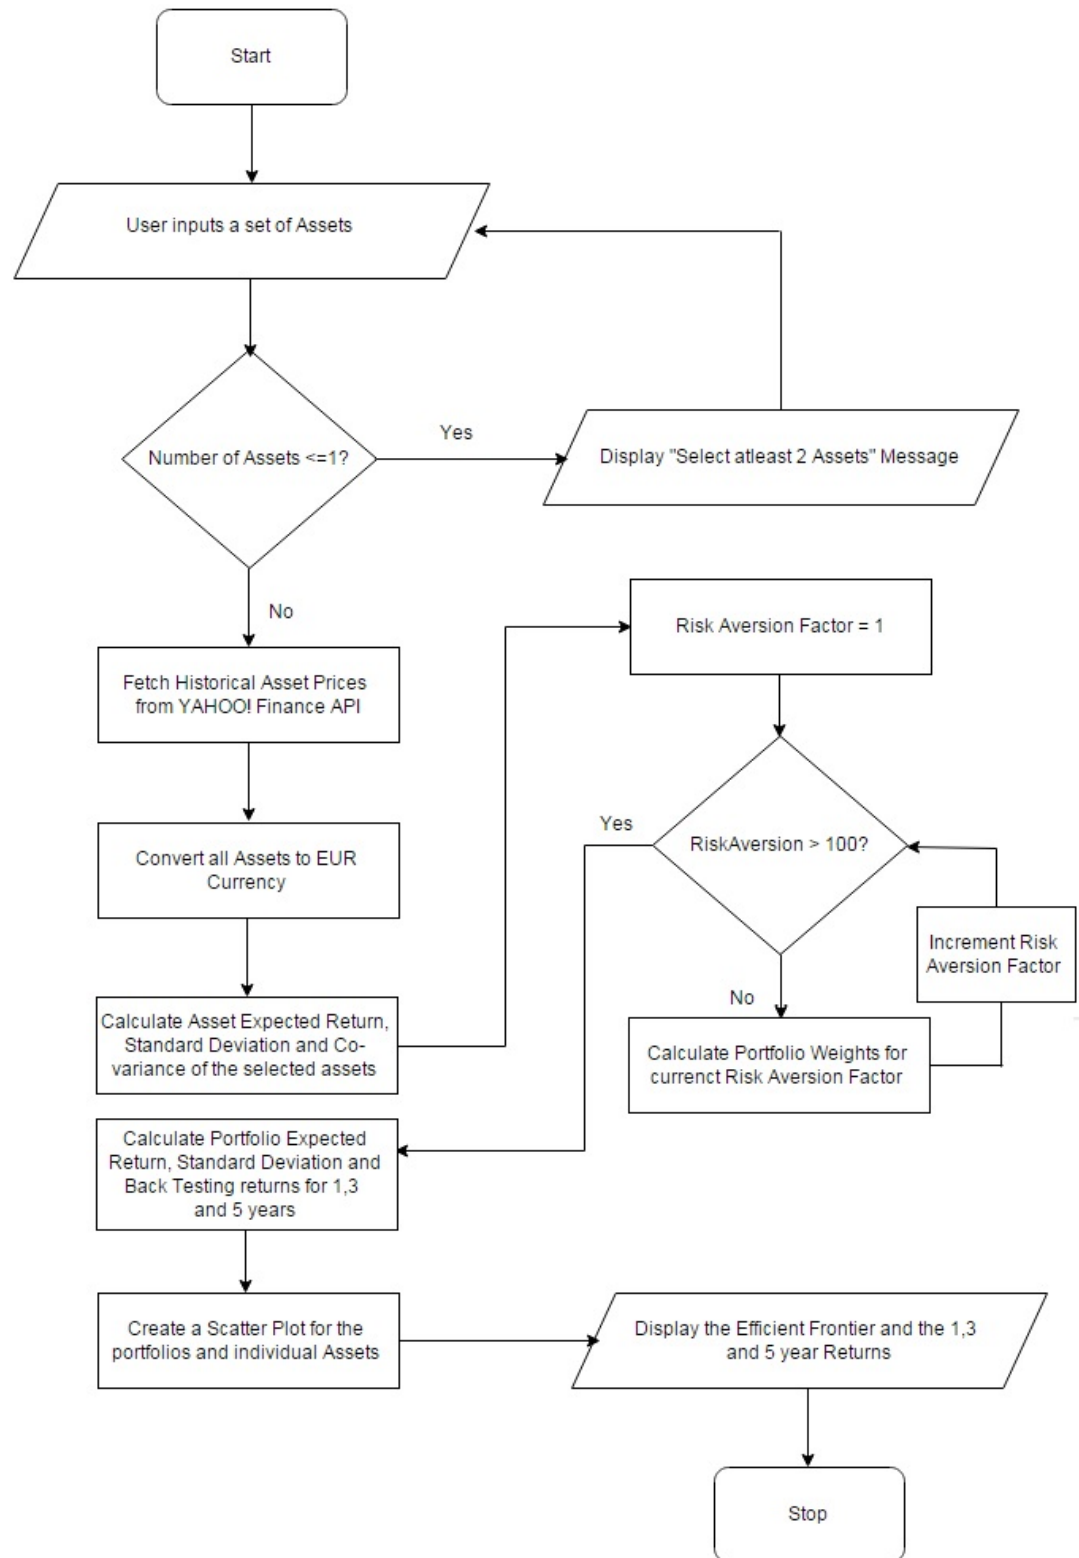 Start
User inputs a set of Assets
Number of Assets <=1?
Yes
Display "Select atleast 2 Assets" Message
No
Fetch Historical Asset Prices
from YAHOO! Finance API
Convert all Assets to EUR
Currency
Calculate Asset Expected Return,
Standard Deviation and Co-
variance of the selected assets
Risk Aversion Factor = 1
RiskAversion > 100?
Yes
No
Increment Risk
Aversion Factor
Calculate Portfolio Weights for
currenct Risk Aversion Factor
Calculate Portfolio Expected
Return, Standard Deviation and
Back Testing returns for 1,3
and 5 years
Create a Scatter Plot for the
portfolios and individual Assets
Display the Efficient Frontier and the 1,3
and 5 year Returns
Stop